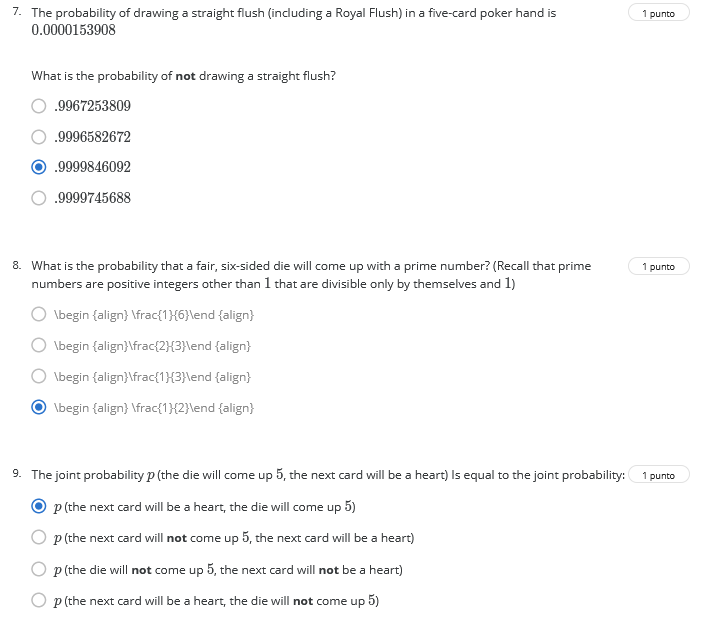 7. The probability of drawing a straight flush (including a Royal Flush) in a five-card poker hand is
1 punto
0.0000153908
What is the probability of not drawing a straight flush?
.9967253809
.9996582672
.9999846092
.9999745688
8. What is the probability that a fair, six-sided die will come up with a prime number? (Recall that prime
1 punto
numbers are positive integers other than 1 that are divisible only by themselves and 1)
\begin {align} \frac{1}{6}\end {align}
\begin {align}\frac{2}{3}\end {align}
\begin {align}\frac{1}{3}\end {align}
\begin {align} \frac{1}{2}\end {align}
9. The joint probability p (the die will come up 5, the next card will be a heart) Is equal to the joint probability:
1 punto
p (the next card will be a heart, the die will come up 5)
p (the next card will not come up 5, the next card will be a heart)
p (the die will not come up 5, the next card will not be a heart)
p (the next card will be a heart, the die will not come up 5)